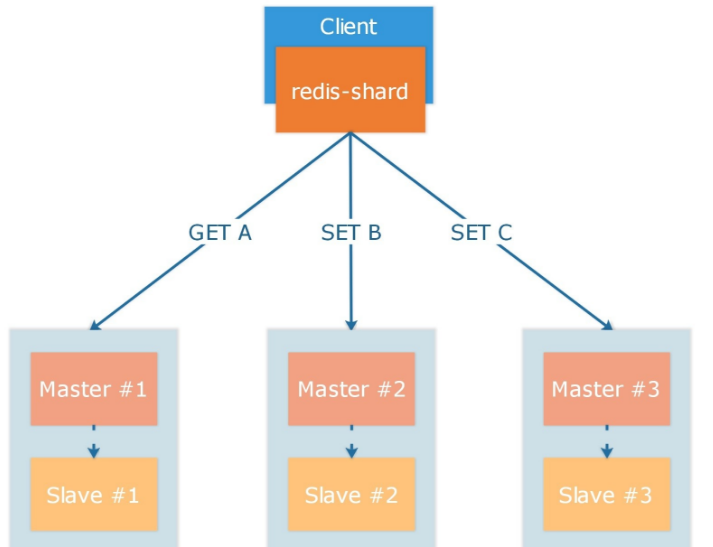 Client
redis-shard
GET A
SET B
SET C
Master #1
Master #2
Master #3
Slave #1
Slave #2
Slave #3